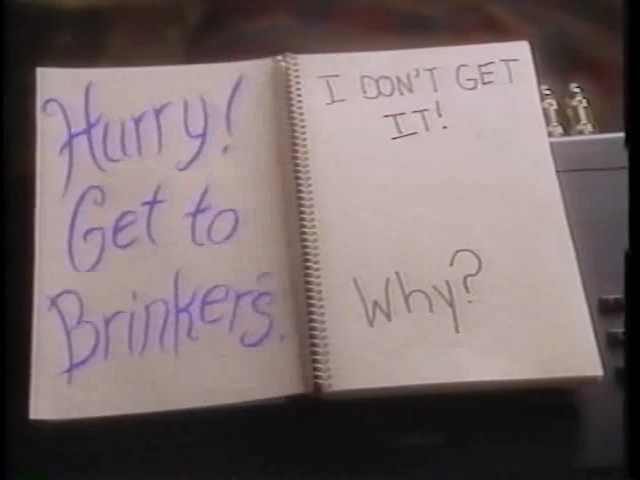 Hurry!
Get to
Brinkers.
I DON'T GET
IT!
Why?